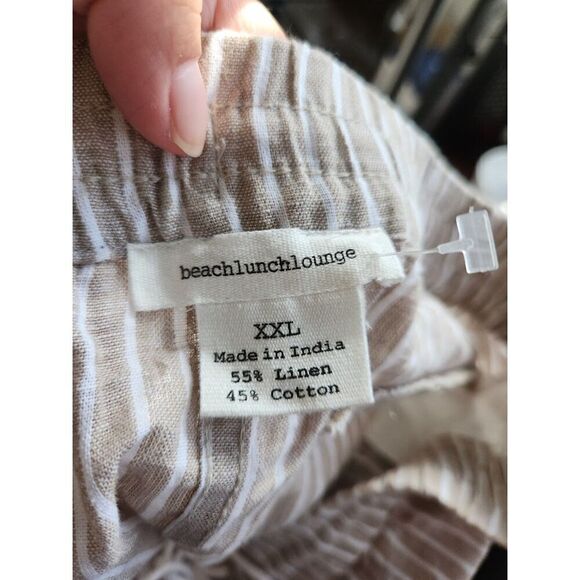 beachlunchlounge
XXL
Made in India
55% Linen
45% Cotton